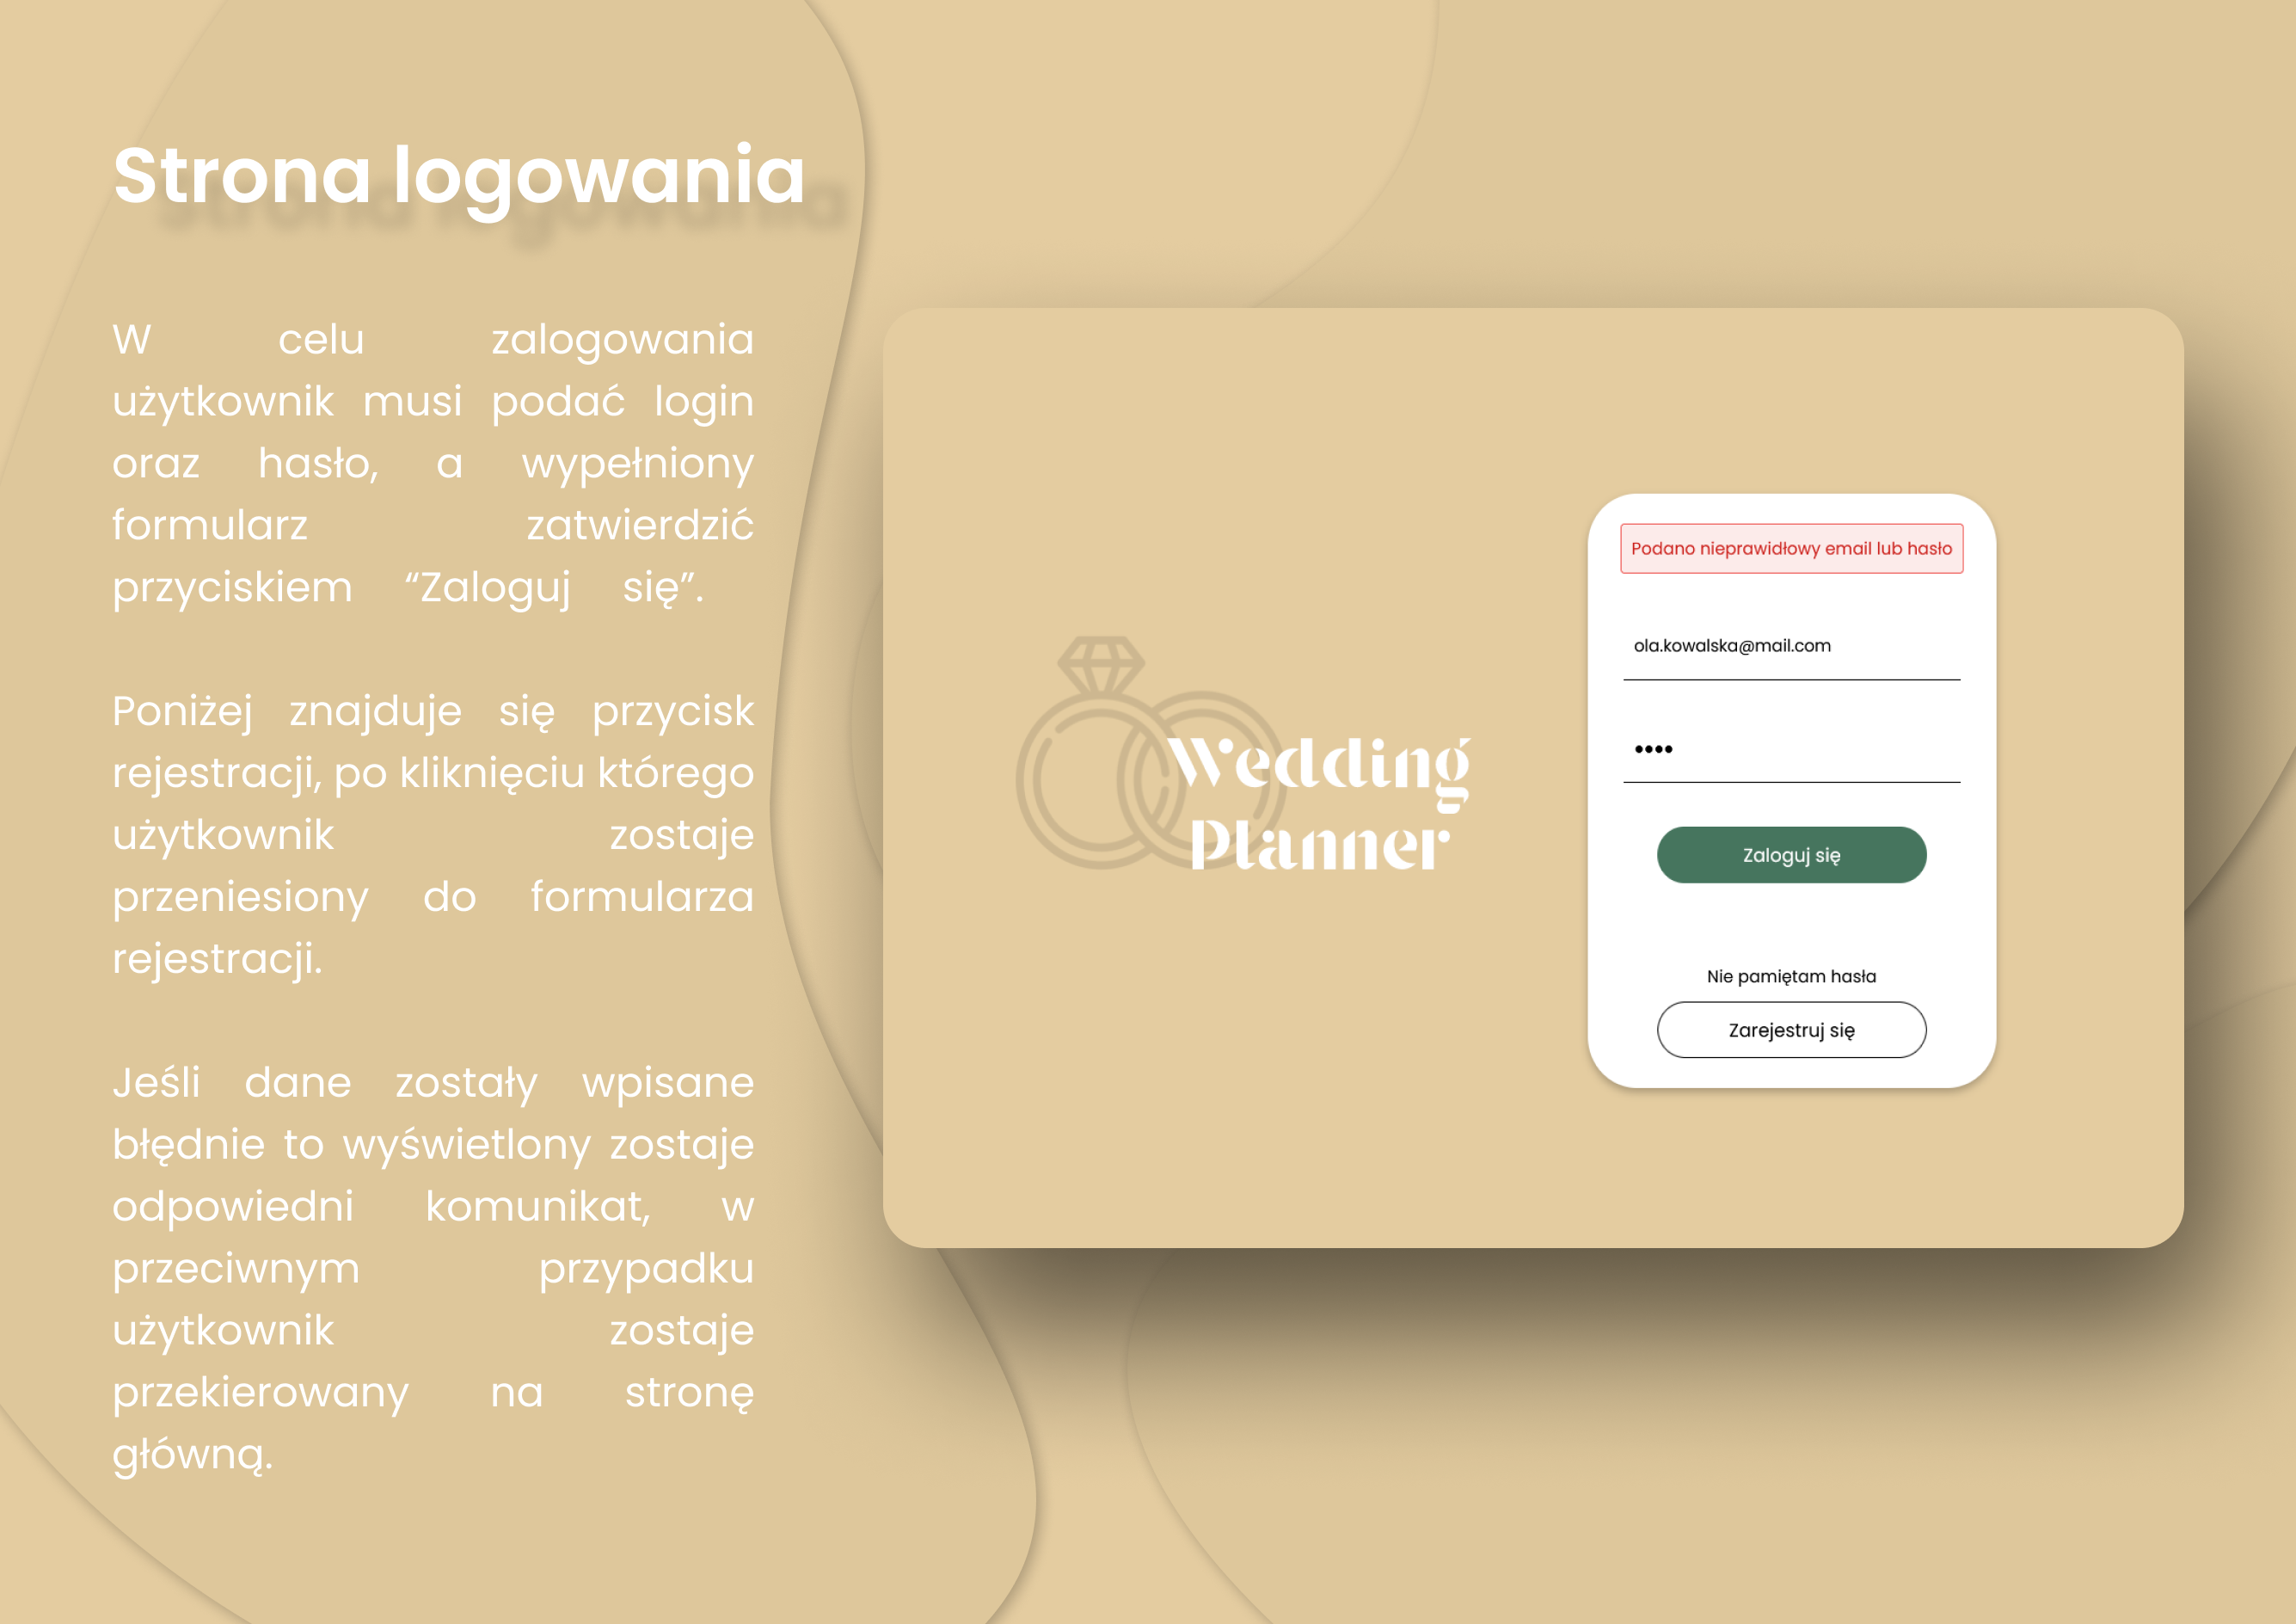 Strona logowania
W celu zalogowania
użytkownik musi podać login
oraz hasło, a wypełniony
formularz zatwierdzić
przyciskiem “Zaloguj się”.
Poniżej znajduje się przycisk
rejestracji, po kliknięciu którego
użytkownik zostaje
przeniesiony do formularza
rejestracji.
Jeśli dane zostały wpisane
błędnie to wyświetlony zostaje
odpowiedni komunikat, w
przeciwnym przypadku
użytkownik zostaje
przekierowany na stronę
główną.
Wedding
Planner
Podano nieprawidłowy email lub hasło
ola.kowalska@mail.com
••••
Zaloguj się
Nie pamiętam hasła
Zarejestruj się